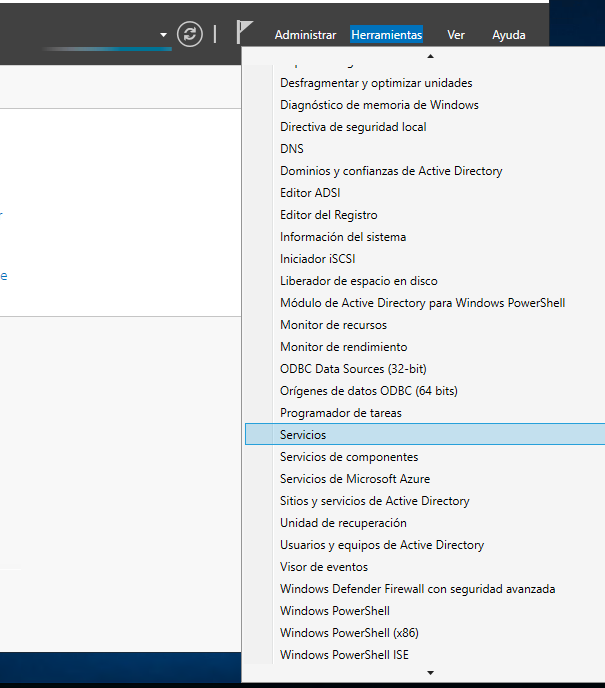 Administrar Herramientas Ver Ayuda
Desfragmentar y optimizar unidades
Diagnóstico de memoria de Windows
Directiva de seguridad local
DNS
Dominios y confianzas de Active Directory
Editor ADSI
Editor del Registro
Información del sistema
Iniciador iSCSI
Liberador de espacio en disco
Módulo de Active Directory para Windows PowerShell
Monitor de recursos
Monitor de rendimiento
ODBC Data Sources (32-bit)
Orígenes de datos ODBC (64 bits)
Programador de tareas
Servicios
Servicios de componentes
Servicios de Microsoft Azure
Sitios y servicios de Active Directory
Unidad de recuperación
Usuarios y equipos de Active Directory
Visor de eventos
Windows Defender Firewall con seguridad avanzada
Windows PowerShell
Windows PowerShell (x86)
Windows PowerShell ISE